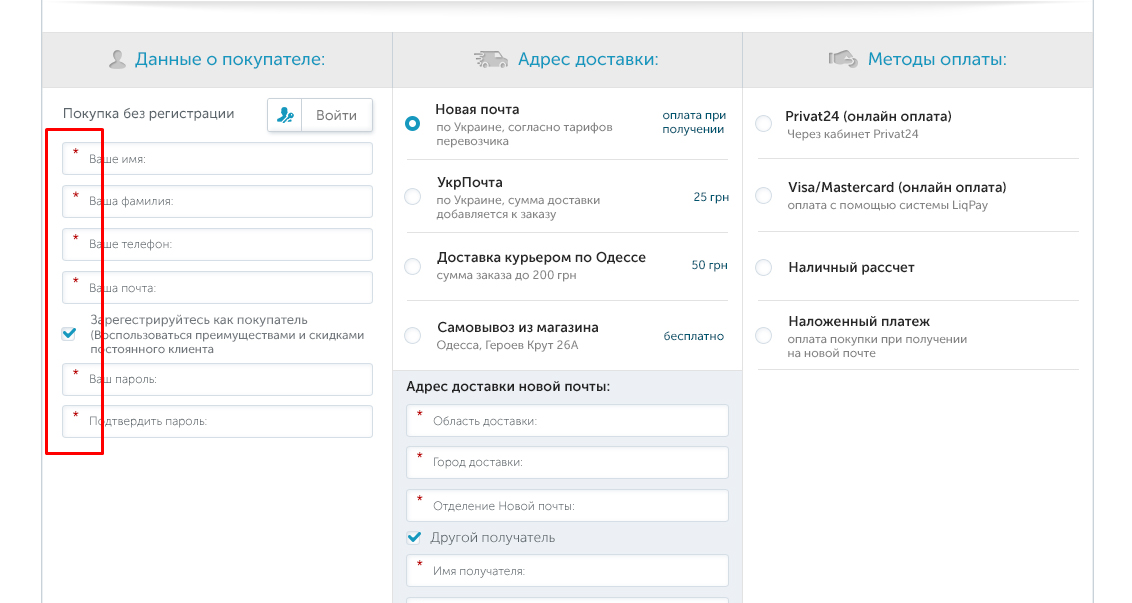 Данные о покупателе:
Покупка без регистрации
Войти
* Ваше имя:
* Ваша фамилия:
* Ваше телефон:
* Ваша почта:
Зарегестрируйтесь как покупатель
(Воспользоваться преимуществами и скидками
постоянного клиента
* Ваш пароль:
* Подтвердить пароль:
Адрес доставки:
Новая почта
по Украине, согласно тарифов
перевозчика
оплата при
получении
УкрПочта
по Украине, сумма доставки
добавляется к заказу
25 грн
Доставка курьером по Одессе
сумма заказа до 200 грн
50 грн
Самовывоз из магазина
Одесса, Героев Крут 26А
бесплатно
Адрес доставки новой почты:
* Область доставки:
* Город доставки:
* Отделение Новой почты:
Другой получатель
* Имя получателя:
Методы оплаты:
Privat24 (онлайн оплата)
Через кабинет Privat24
Visa/Mastercard (онлайн оплата)
оплата с помощью системы LiqPay
Наличный рассчет
Наложенный платеж
оплата покупки при получении
на новой почте